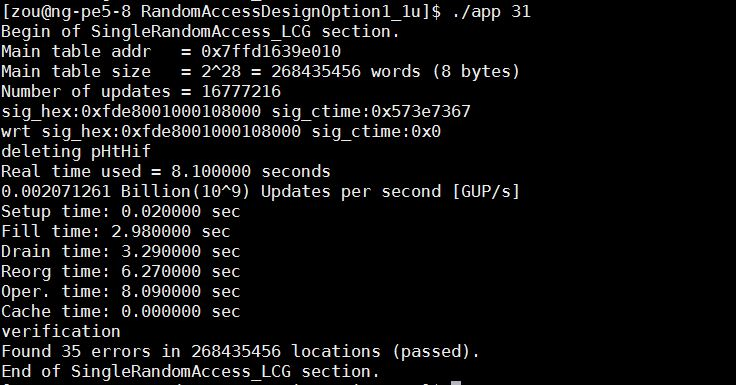 [zou@ng-pe5-8 RandomAccessDesignOption1_1u]$ ./app 31
Begin of SingleRandomAccess_LCG section.
Main table addr   = 0x7ffd1639e010
Main table size   = 2^28 = 268435456 words (8 bytes)
Number of updates = 16777216
sig_hex:0xfde8001000108000 sig_ctime:0x573e7367
wrt sig_hex:0xfde8001000108000 sig_ctime:0x0
deleting pHtHif
Real time used = 8.100000 seconds
0.002071261 Billion(10^9) Updates per second [GUP/s]
Setup time: 0.020000 sec
Fill time: 2.980000 sec
Drain time: 3.290000 sec
Reorg time: 6.270000 sec
Oper. time: 8.090000 sec
Cache time: 0.000000 sec
verification
Found 35 errors in 268435456 locations (passed).
End of SingleRandomAccess_LCG section.